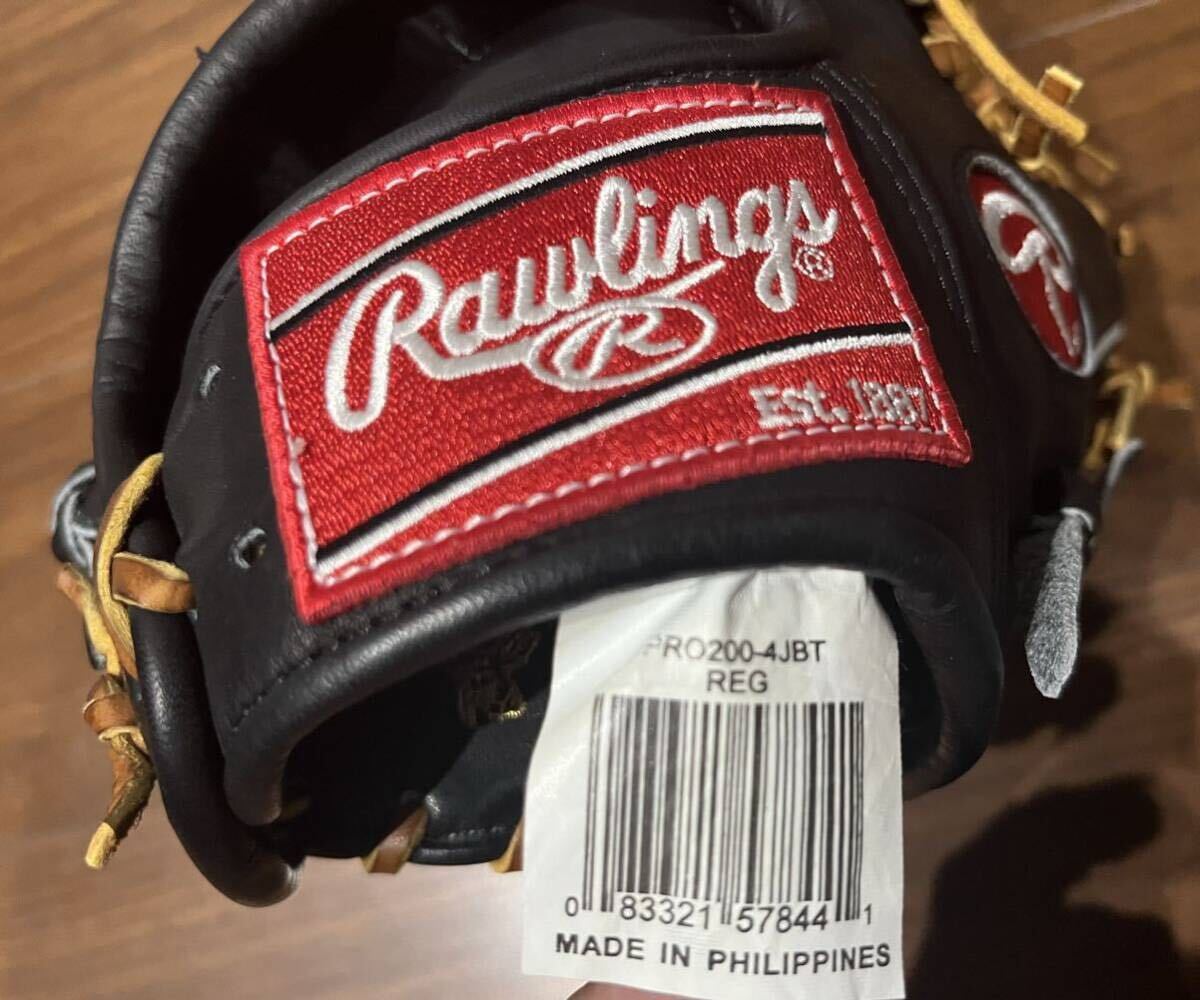 Rawlings
R
EST. 1887
R
PRO200-4JBT
REG
0 83321 57844 1
MADE IN PHILIPPINES